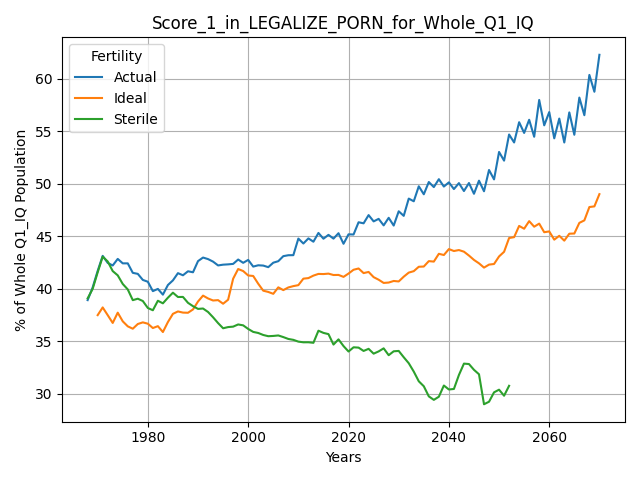 Score_1_in_LEGALIZE_PORN_for_Whole_Q1_IQ
Fertility
Actual
Ideal
Sterile
% of Whole Q1_IQ Population
60
55
50
45
40
35
30
1980 2000 2020 2040 2060
Years